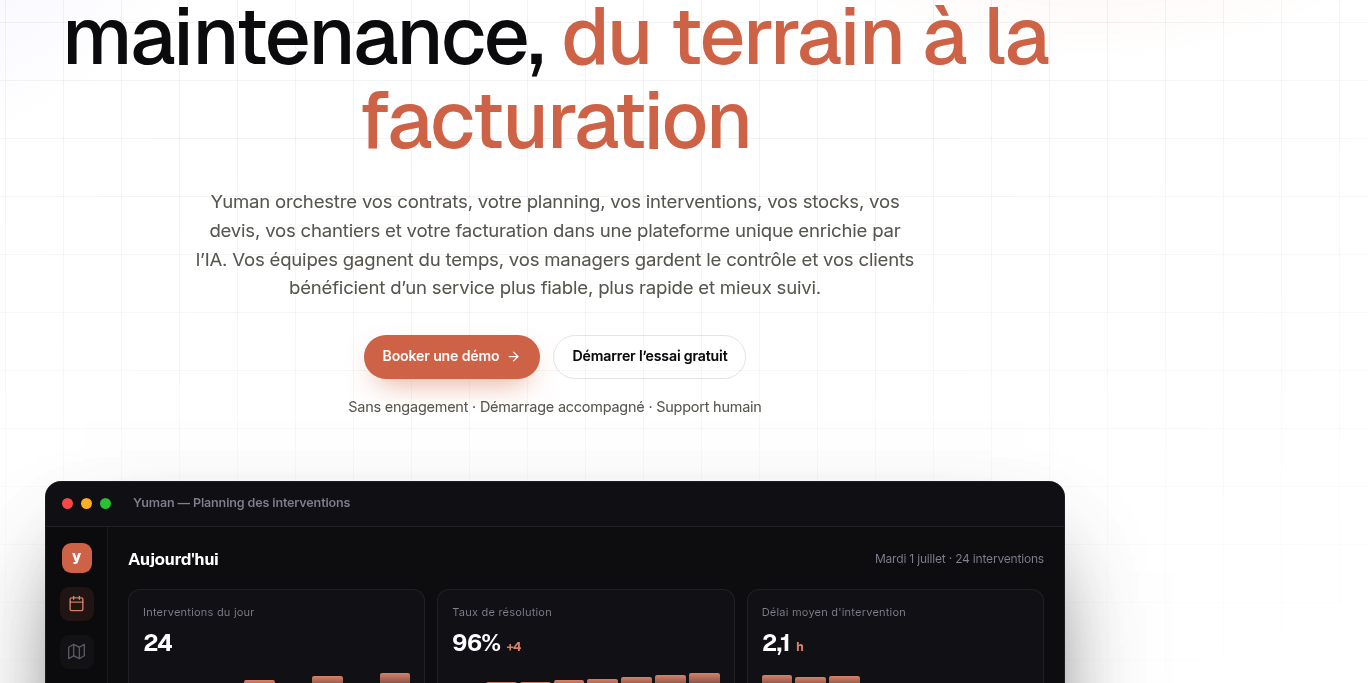 maintenance, du terrain à la
facturation
Yuman orchestre vos contrats, votre planning, vos interventions, vos stocks, vos
devis, vos chantiers et votre facturation dans une plateforme unique enrichie par
l’IA. Vos équipes gagnent du temps, vos managers gardent le contrôle et vos clients
bénéficient d’un service plus fiable, plus rapide et mieux suivi.
Booker une démo → Démarrer l’essai gratuit
Sans engagement · Démarrage accompagné · Support humain
Yuman — Planning des interventions
y
Aujourd'hui
Mardi 1 juillet · 24 interventions
Interventions du jour
24
Taux de résolution
96% +4
Délai moyen d'intervention
2,1 h